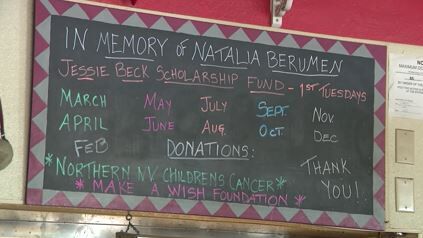 IN MEMORY of NATALIA BERUMEN
JESSIE BECK SCHOLARSHIP FUND - 1ST TUESDAYS
MARCH MAY JULY SEPT. NOV.
APRIL JUNE AUG. OCT. DEC
FEB DONATIONS: THANK YOU!
*NORTHERN NV CHILDRENS CANCER*
* MAKE A WISH FOUNDATION *